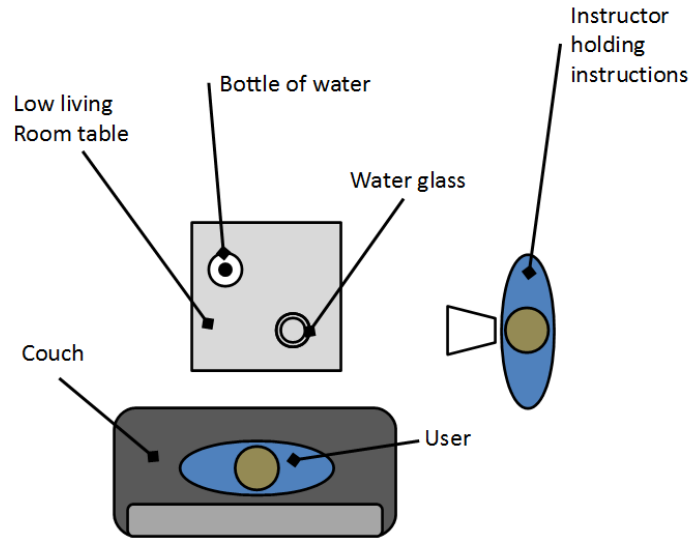 Instructor
holding
instructions
Bottle of water
Low living
Room table
Water glass
Couch
User